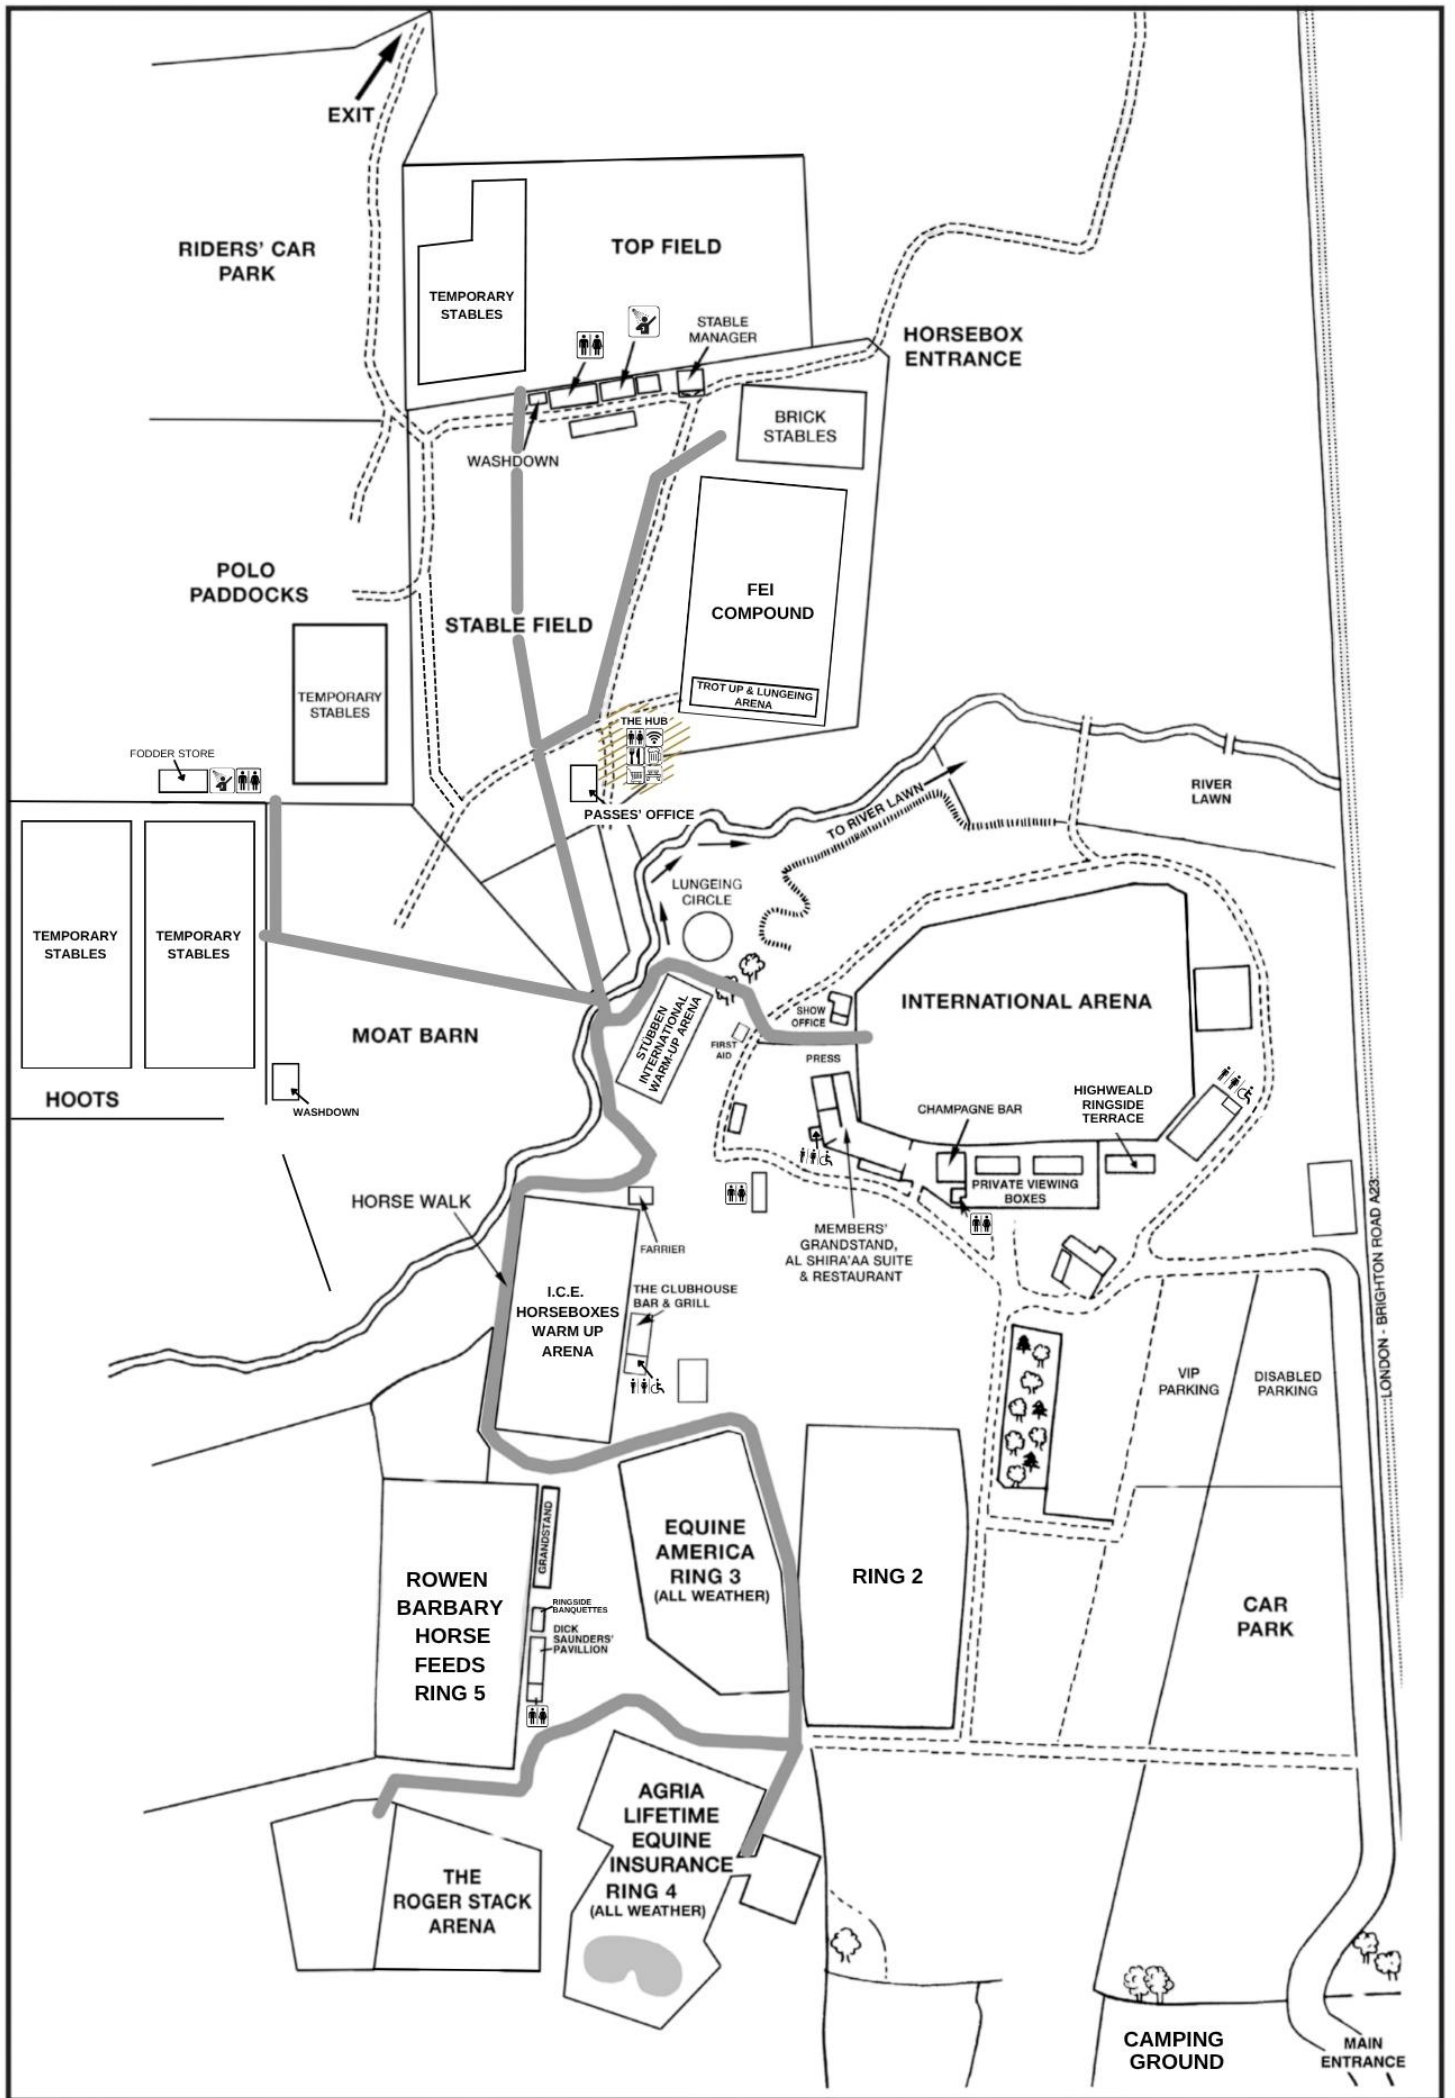 EXIT
RIDERS' CAR
PARK
TOP FIELD
TEMPORARY
STABLES
STABLE
MANAGER
HORSEBOX
ENTRANCE
BRICK
STABLES
WASHDOWN
POLO
PADDOCKS
FEI
COMPOUND
STABLE FIELD
TROT UP & LUNGEING
ARENA
TEMPORARY
STABLES
THE HUB
FODDER STORE
PASSES' OFFICE
RIVER
LAWN
TO RIVER LAWN
LUNGEING
CIRCLE
TEMPORARY
STABLES
TEMPORARY
STABLES
INTERNATIONAL ARENA
SHOW
OFFICE
STÜBBEN
INTERNATIONAL
WARM-UP ARENA
MOAT BARN
FIRST
AID
PRESS
HOOTS
WASHDOWN
CHAMPAGNE BAR
HIGHWEALD
RINGSIDE
TERRACE
PRIVATE VIEWING
BOXES
HORSE WALK
FARRIER
MEMBERS'
GRANDSTAND,
AL SHIRA'AA SUITE
& RESTAURANT
LONDON - BRIGHTON ROAD A23
I.C.E.
HORSEBOXES
WARM UP
ARENA
THE CLUBHOUSE
BAR & GRILL
VIP
PARKING
DISABLED
PARKING
GRANDSTAND
EQUINE
AMERICA
RING 3
(ALL WEATHER)
RING 2
ROWEN
BARBARY
HORSE
FEEDS
RING 5
RINGSIDE
BANQUETTES
DICK
SAUNDERS'
PAVILLION
CAR
PARK
AGRIA
LIFETIME
EQUINE
INSURANCE
RING 4
(ALL WEATHER)
THE
ROGER STACK
ARENA
CAMPING
GROUND
MAIN
ENTRANCE